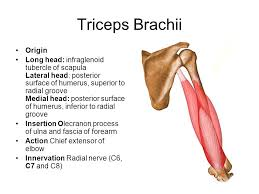 Triceps Brachii
• Origin
• Long head: infraglenoid
tubercle of scapula
Lateral head: posterior
surface of humerus, superior to
radial groove
Medial head: posterior surface
of humerus, inferior to radial
groove
• Insertion Olecranon process
of ulna and fascia of forearm
• Action Chief extensor of
elbow
• Innervation Radial nerve (C6,
C7 and C8)